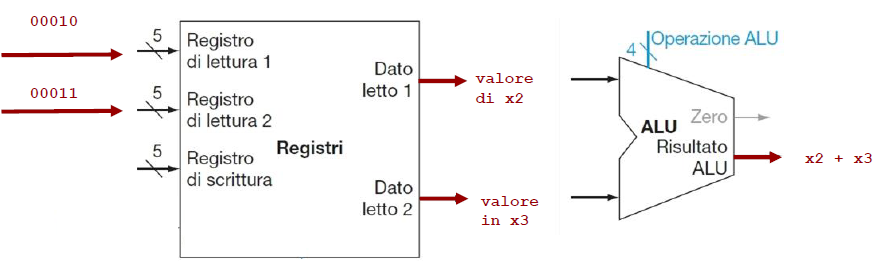 00010
5
Registro
di lettura 1
00011
5
Registro
di lettura 2
5
Registro
di scrittura
Registri
Dato
letto 1
valore
di x2
Dato
letto 2
valore
in x3
4
Operazione ALU
Zero
ALU
Risultato
ALU
x2 + x3